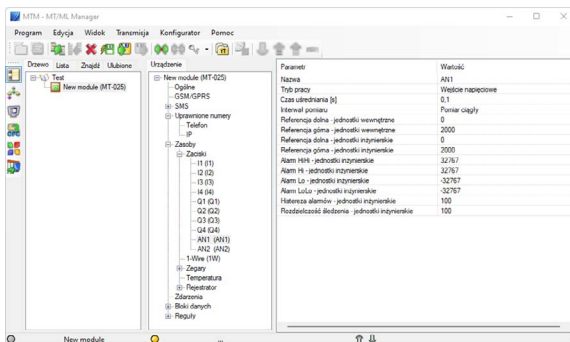 MTM - MT/ML Manager
Program Edycja Widok Transmisja Konfigurator Pomoc
Drzewo Lista Znajdź Ulubione
Test
New module (MT-025)
Urządzenie
New module (MT-025)
Ogólne
GSM/GPRS
SMS
Uprawnione numery
Telefon
IP
Zasoby
Zaciski
I1 (I1)
I2 (I2)
I3 (I3)
I4 (I4)
Q1 (Q1)
Q2 (Q2)
Q3 (Q3)
Q4 (Q4)
AN1 (AN1)
AN2 (AN2)
1-Wire (1W)
Zegary
Temperatura
Rejestrator
Zdarzenia
Bloki danych
Reguły
Parametr Wartość
Nazwa AN1
Tryb pracy Wejście napięciowe
Czas uśredniania [s] 0,1
Interwał pomiaru Pomiar ciągły
Referencja dolna - jednostki wewnętrzne 0
Referencja górna - jednostki wewnętrzne 2000
Referencja dolna - jednostki inżynierskie 0
Referencja górna - jednostki inżynierskie 2000
Alarm HiHi - jednostki inżynierskie 32767
Alarm Hi - jednostki inżynierskie 32767
Alarm Lo - jednostki inżynierskie -32767
Alarm LoLo - jednostki inżynierskie -32767
Histereza alarmów - jednostki inżynierskie 100
Rozdzielczość śledzenia - jednostki inżynierskie 100
New module ...